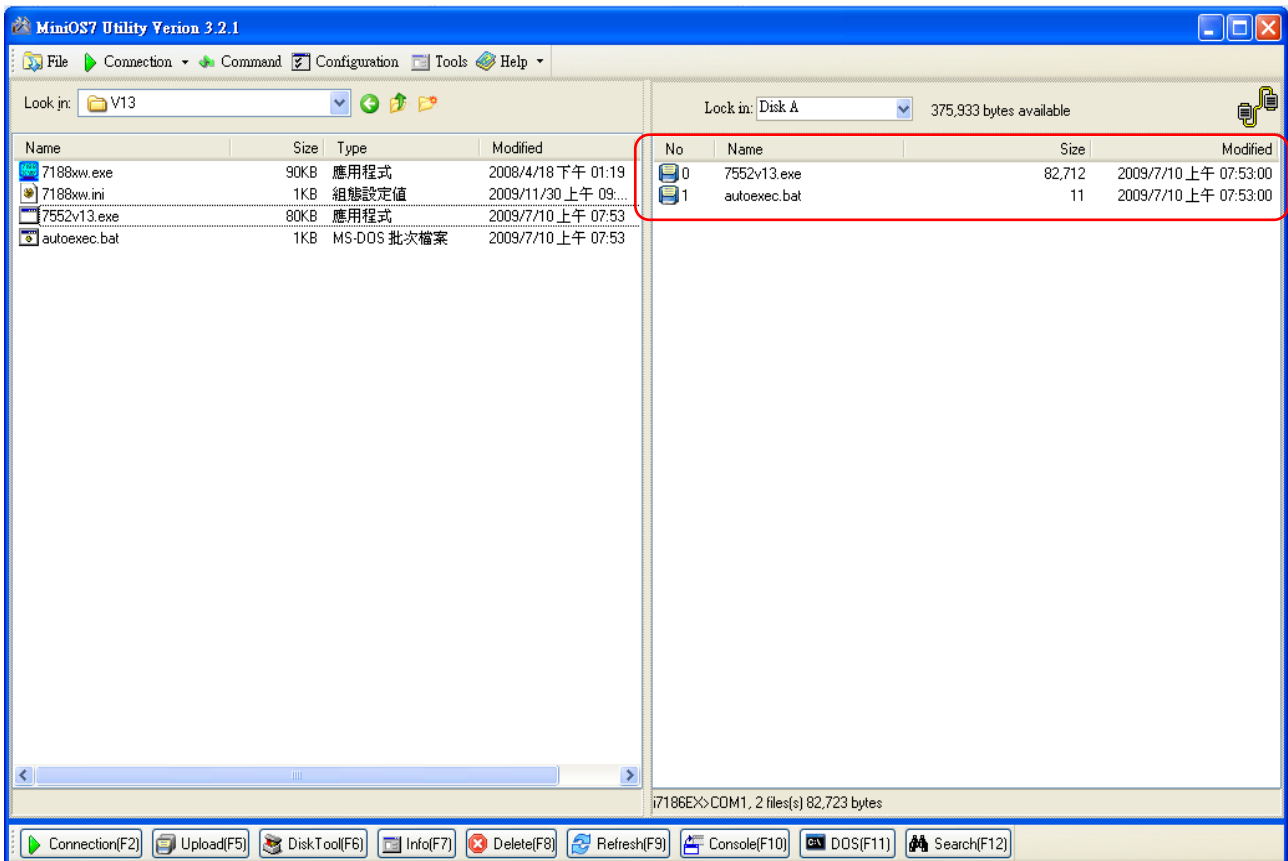 MiniOS7 Utility Verion 3.2.1
File Connection Command Configuration Tools Help
Look in: V13
Name Size Type Modified
7188xw.exe 90KB 應用程式 2008/4/18 下午 01:19
7188xw.ini 1KB 組態設定值 2009/11/30 上午 09:...
7552v13.exe 80KB 應用程式 2009/7/10 上午 07:53
autoexec.bat 1KB MS-DOS 批次檔案 2009/7/10 上午 07:53
Lock in: Disk A 375,933 bytes available
No Name Size Modified
0 7552v13.exe 82,712 2009/7/10 上午 07:53:00
1 autoexec.bat 11 2009/7/10 上午 07:53:00
i7186EX>COM1, 2 files(s) 82,723 bytes
Connection(F2) Upload(F5) DiskTool(F6) Info(F7) Delete(F8) Refresh(F9) Console(F10) DOS(F11) Search(F12)